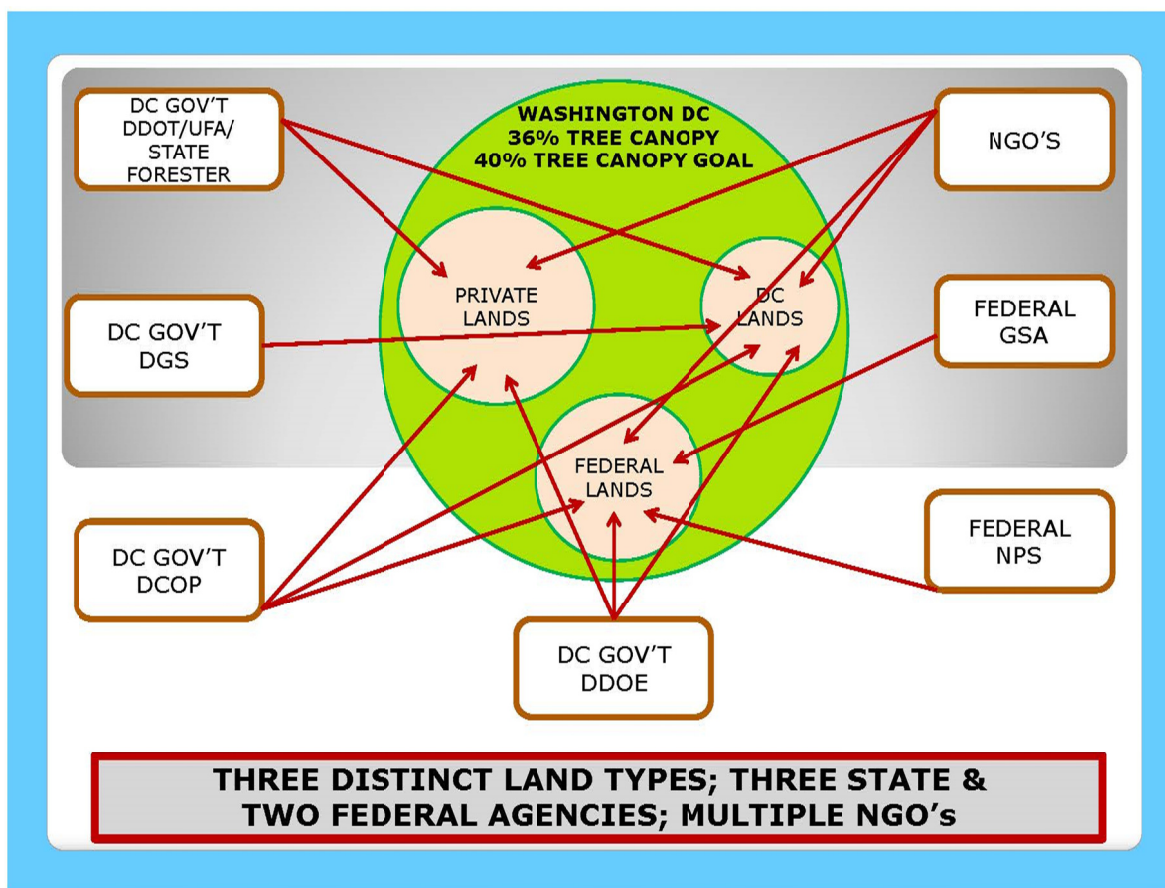 DC GOV'T
DDOT/UFA/
STATE
FORESTER
WASHINGTON DC
36% TREE CANOPY
40% TREE CANOPY GOAL
NGO'S
PRIVATE
LANDS
DC
LANDS
DC GOV'T
DGS
FEDERAL
GSA
FEDERAL
LANDS
DC GOV'T
DCOP
FEDERAL
NPS
DC GOV'T
DDOE
THREE DISTINCT LAND TYPES; THREE STATE &
TWO FEDERAL AGENCIES; MULTIPLE NGO's